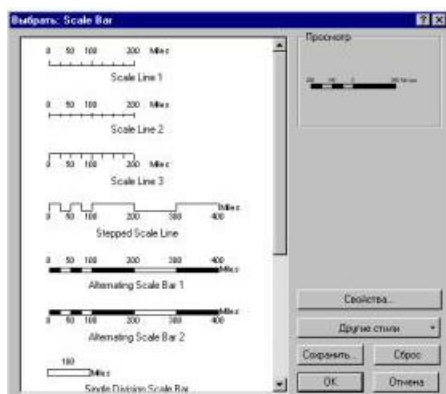 Выбрать: Scale Bar
0 50 100 200 Miles
Scale Line 1
0 50 100 200 Miles
Scale Line 2
0 50 100 200 Miles
Scale Line 3
Miles
0 50 100 200 300 400
Stepped Scale Line
0 50 100 200 300 400
Miles
Alternating Scale Bar 1
Miles
0 50 100 200 300 400
Alternating Scale Bar 2
100
Miles
Single Division Scale Bar
Просмотр
Свойства...
Другие стили
Сохранить... Сброс
OK Отмена